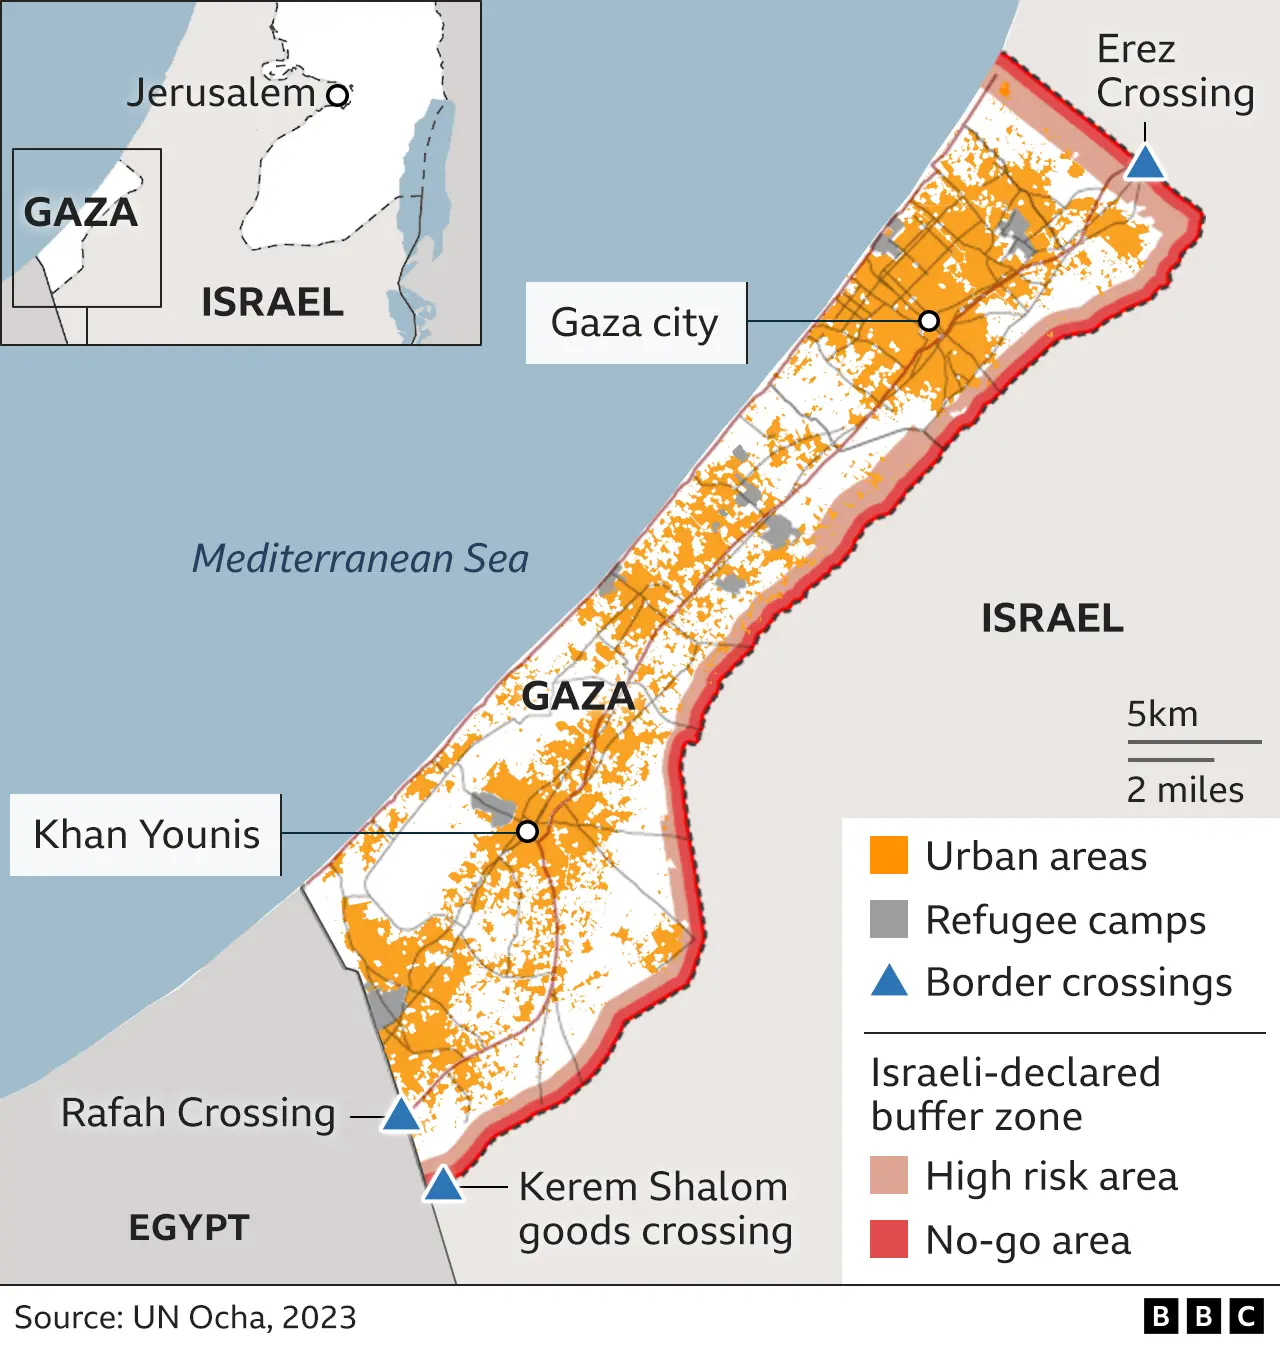 Jerusalem
GAZA
ISRAEL
Erez
Crossing
Gaza city
Mediterranean Sea
ISRAEL
GAZA
5km
2 miles
Khan Younis
Urban areas
Refugee camps
Border crossings
Israeli-declared
buffer zone
High risk area
No-go area
Rafah Crossing
Kerem Shalom
goods crossing
EGYPT
Source: UN Ocha, 2023
BBC